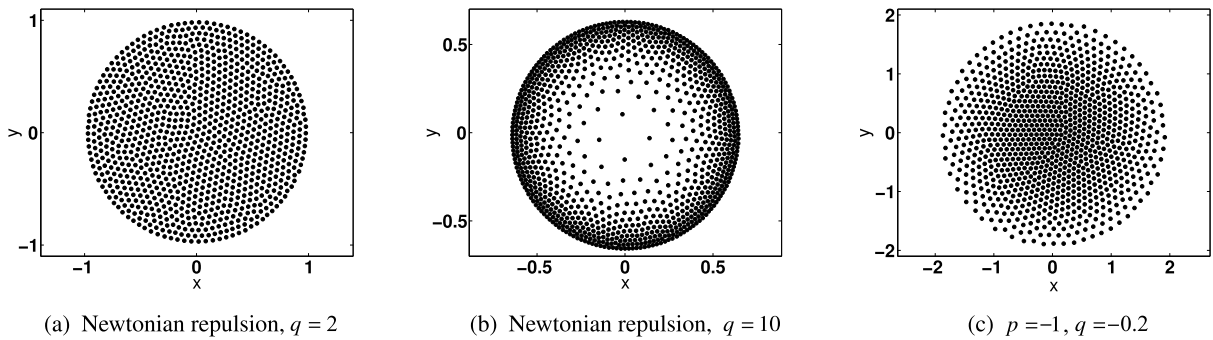 1
0
−1
y
−1
0
1
x
(a) Newtonian repulsion, q = 2
0.5
0
−0.5
y
−0.5
0
0.5
x
(b) Newtonian repulsion, q = 10
2
1
0
−1
−2
y
−2
−1
0
1
2
x
(c) p = −1, q = −0.2